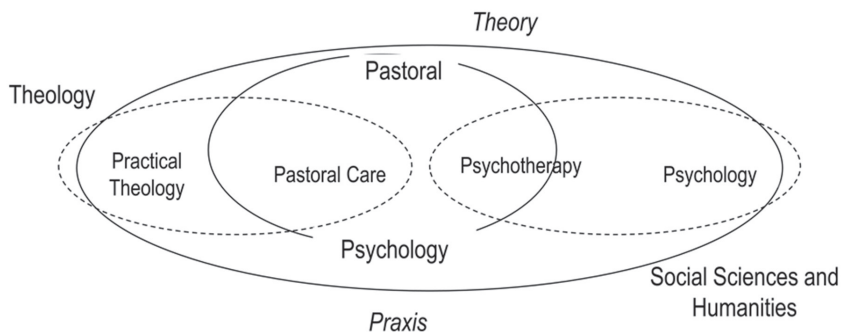 Theory
Pastoral
Theology
Practical
Theology
Pastoral Care
Psychotherapy
Psychology
Psychology
Social Sciences and
Humanities
Praxis